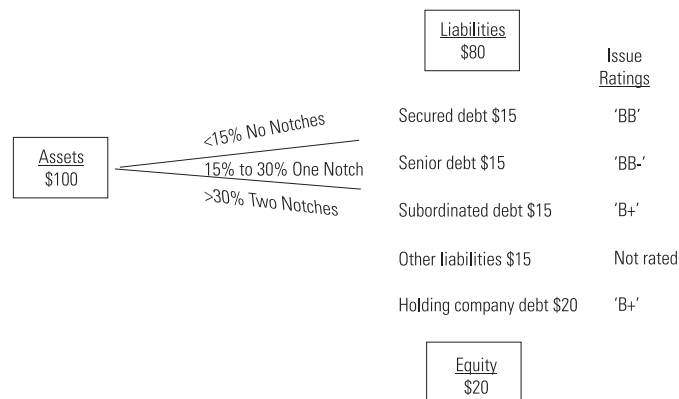 Liabilities
$80
Issue
Ratings
<15% No Notches
Secured debt $15 'BB'
Assets
$100
15% to 30% One Notch
Senior debt $15 'BB-'
>30% Two Notches
Subordinated debt $15 'B+'
Other liabilities $15 Not rated
Holding company debt $20 'B+'
Equity
$20